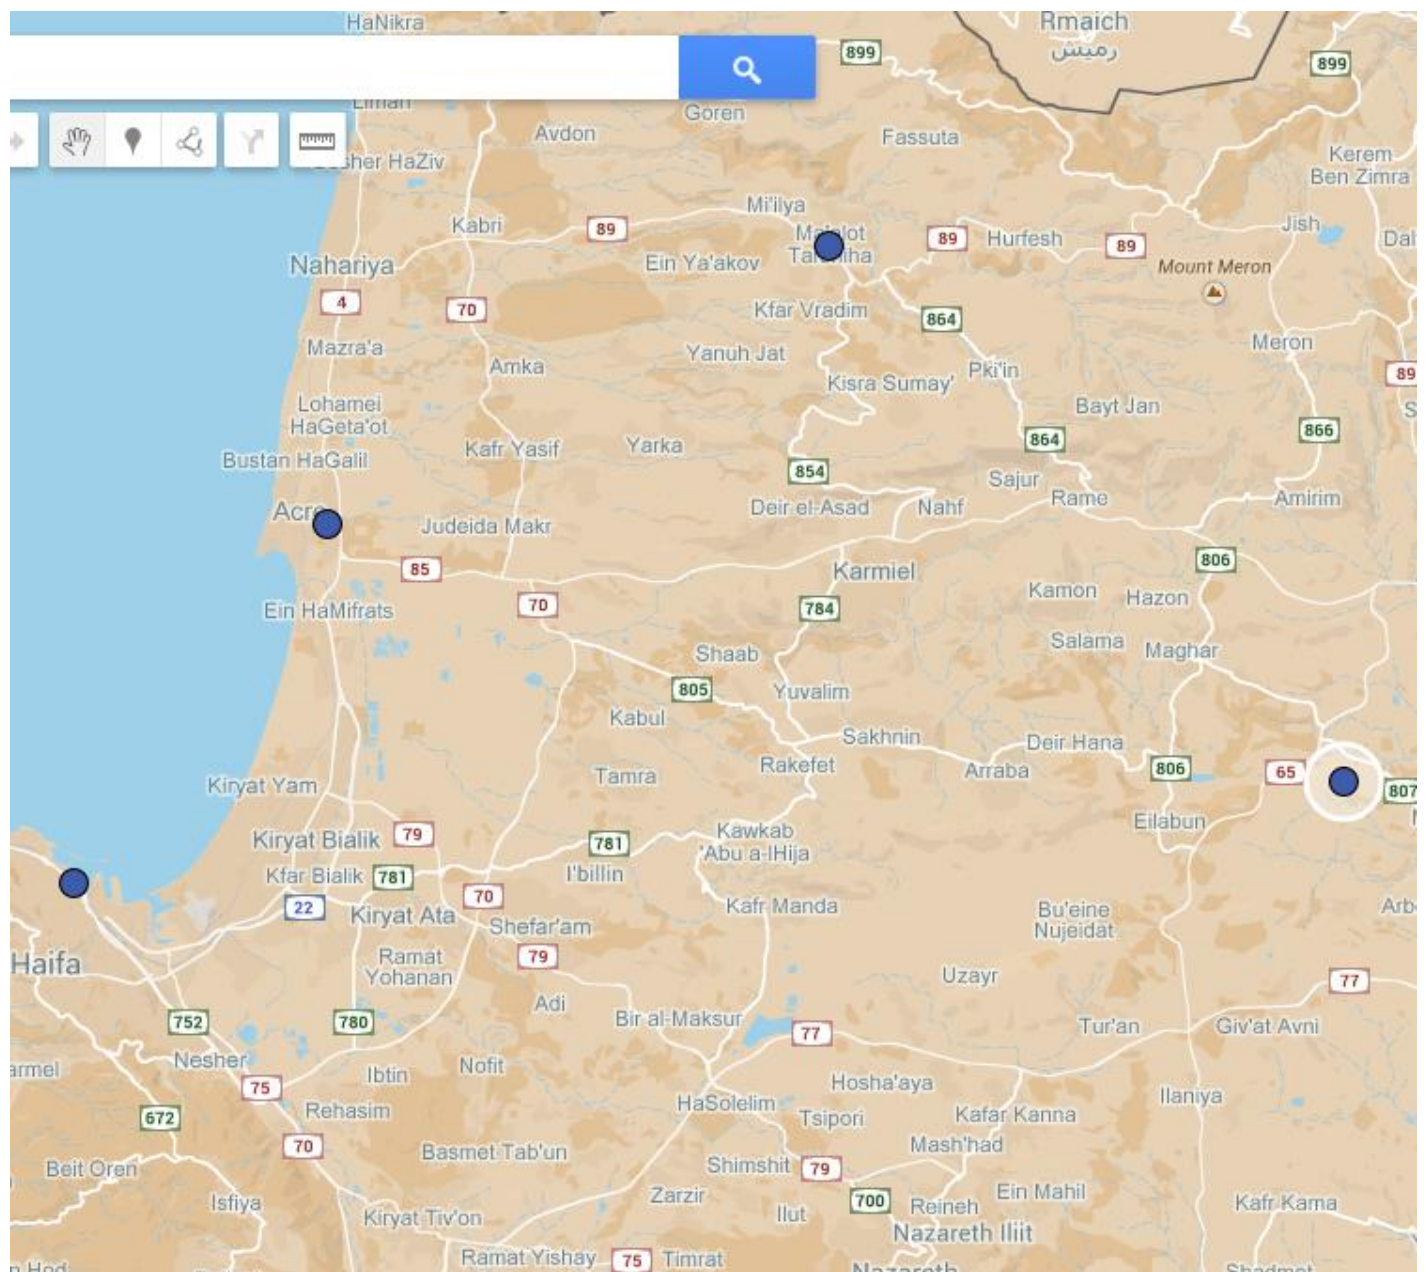 HaNikra
Rmaich
رميش
899
899
Liman
Goren
Avdon
Fassuta
Kerem
Ben Zimra
Mi'ilya
Kabri
89
89
Hurfesh
89
Jish
Ein Ya'akov
Nahariya
Mount Meron
4
70
Kfar Vradim
864
Mazra'a
Yanuh Jat
Meron
Amka
Pki'in
89
Kisra Sumay'
Lohamei
HaGeta'ot
Bayt Jan
866
Kafr Yasif
Yarka
864
Bustan HaGalil
854
Sajur
Rame
Amirim
Deir el-Asad
Nahf
Judeida Makr
806
85
Karmiel
Kamon
Hazon
70
784
Ein HaMifrats
Salama
Maghar
Shaab
805
Yuvalim
Kabul
Sakhnin
Deir Hana
Rakefet
Arraba
806
65
Tamra
Kiryat Yam
807
Eilabun
Kawkab
'Abu a-lHija
79
Kiryat Bialik
781
Kfar Bialik
781
I'billin
70
22
Kiryat Ata
Kafr Manda
Bu'eine
Nujeidat
Shefar'am
79
Ramat
Yohanan
Haifa
Uzayr
77
Adi
Bir al-Maksur
752
780
77
Tur'an
Giv'at Avni
Nesher
Nofit
Ibtin
75
Hosha'aya
Ilaniya
HaSolelim
Rehasim
672
Tsipori
Kafar Kanna
70
Mash'had
Basmet Tab'un
Beit Oren
Shimshit
79
Zarzir
700
Ein Mahil
Isfiya
Reineh
Kafr Kama
Kiryat Tiv'on
Ilut
Nazareth Iliit
Ramat Yishay
75
Timrat
Nazareth